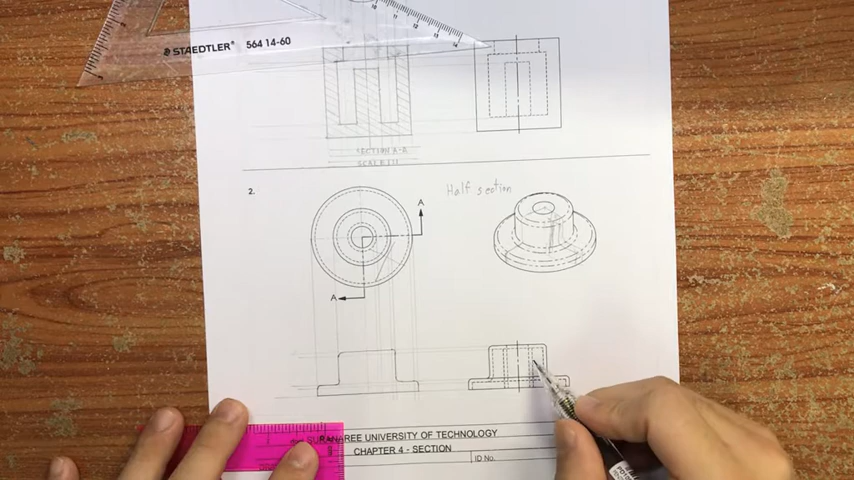 STAEDTLER® 564 14-60
SECTION A-A
SCALE 1:1
2.
Half section
A
A
SURANAREE UNIVERSITY OF TECHNOLOGY
CHAPTER 4 - SECTION
ID No.